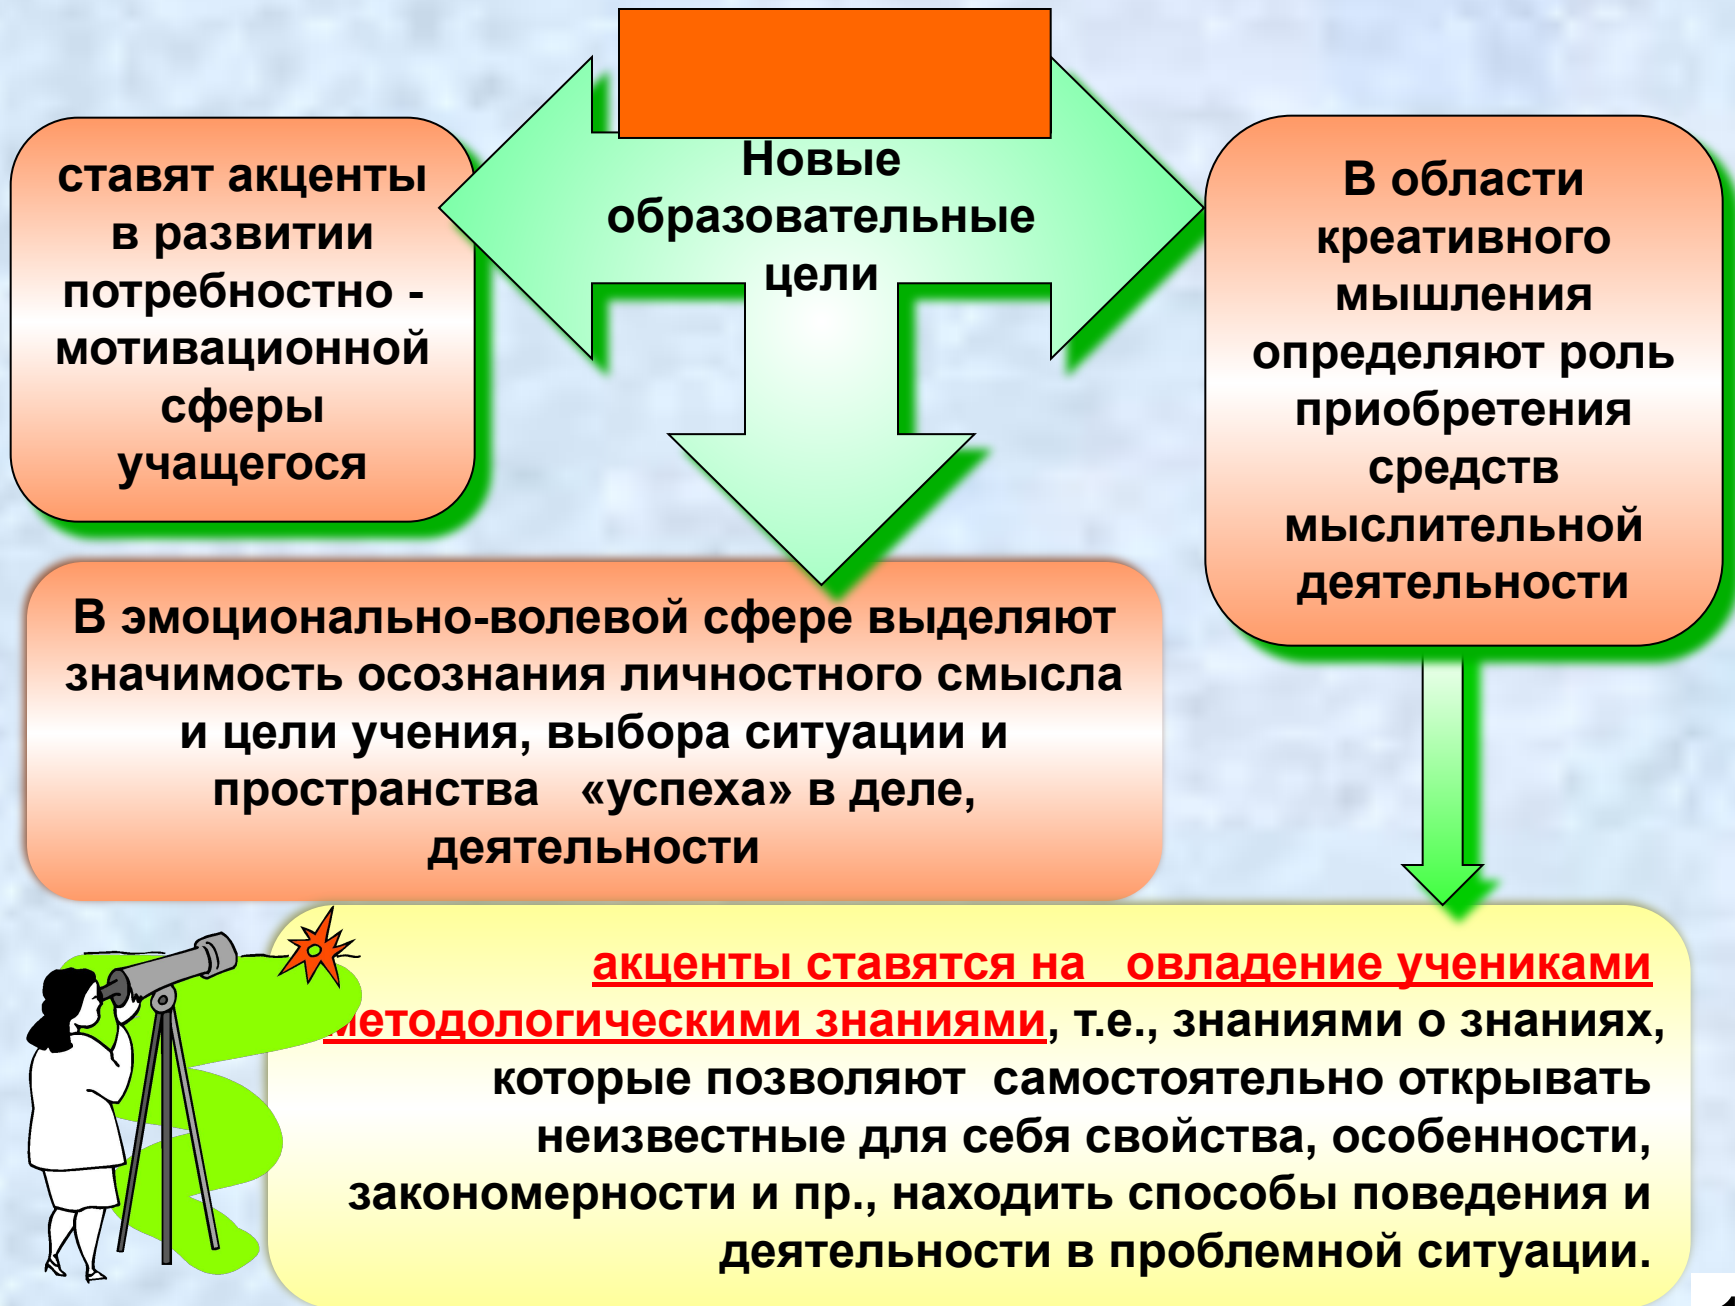 Новые
образовательные
цели
ставят акценты
в развитии
потребностно -
мотивационной
сферы
учащегося
В области
креативного
мышления
определяют роль
приобретения
средств
мыслительной
деятельности
В эмоционально-волевой сфере выделяют
значимость осознания личностного смысла
и цели учения, выбора ситуации и
пространства «успеха» в деле,
деятельности
акценты ставятся на овладение учениками
методологическими знаниями, т.е., знаниями о знаниях,
которые позволяют самостоятельно открывать
неизвестные для себя свойства, особенности,
закономерности и пр., находить способы поведения и
деятельности в проблемной ситуации.